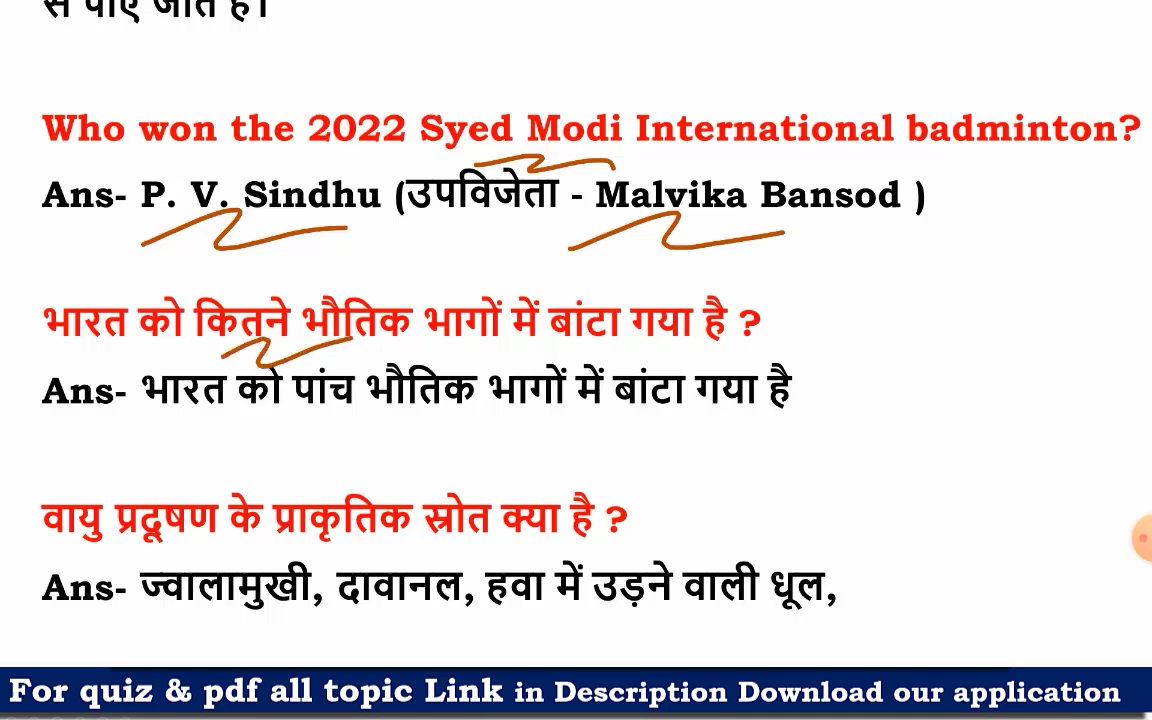 से पाए जाते हैं।
Who won the 2022 Syed Modi International badminton?
Ans- P. V. Sindhu (उपविजेता - Malvika Bansod )
भारत को कितने भौतिक भागों में बांटा गया है ?
Ans- भारत को पांच भौतिक भागों में बांटा गया है
वायु प्रदूषण के प्राकृतिक स्रोत क्या है ?
Ans- ज्वालामुखी, दावानल, हवा में उड़ने वाली धूल,
For quiz & pdf all topic Link in Description Download our application